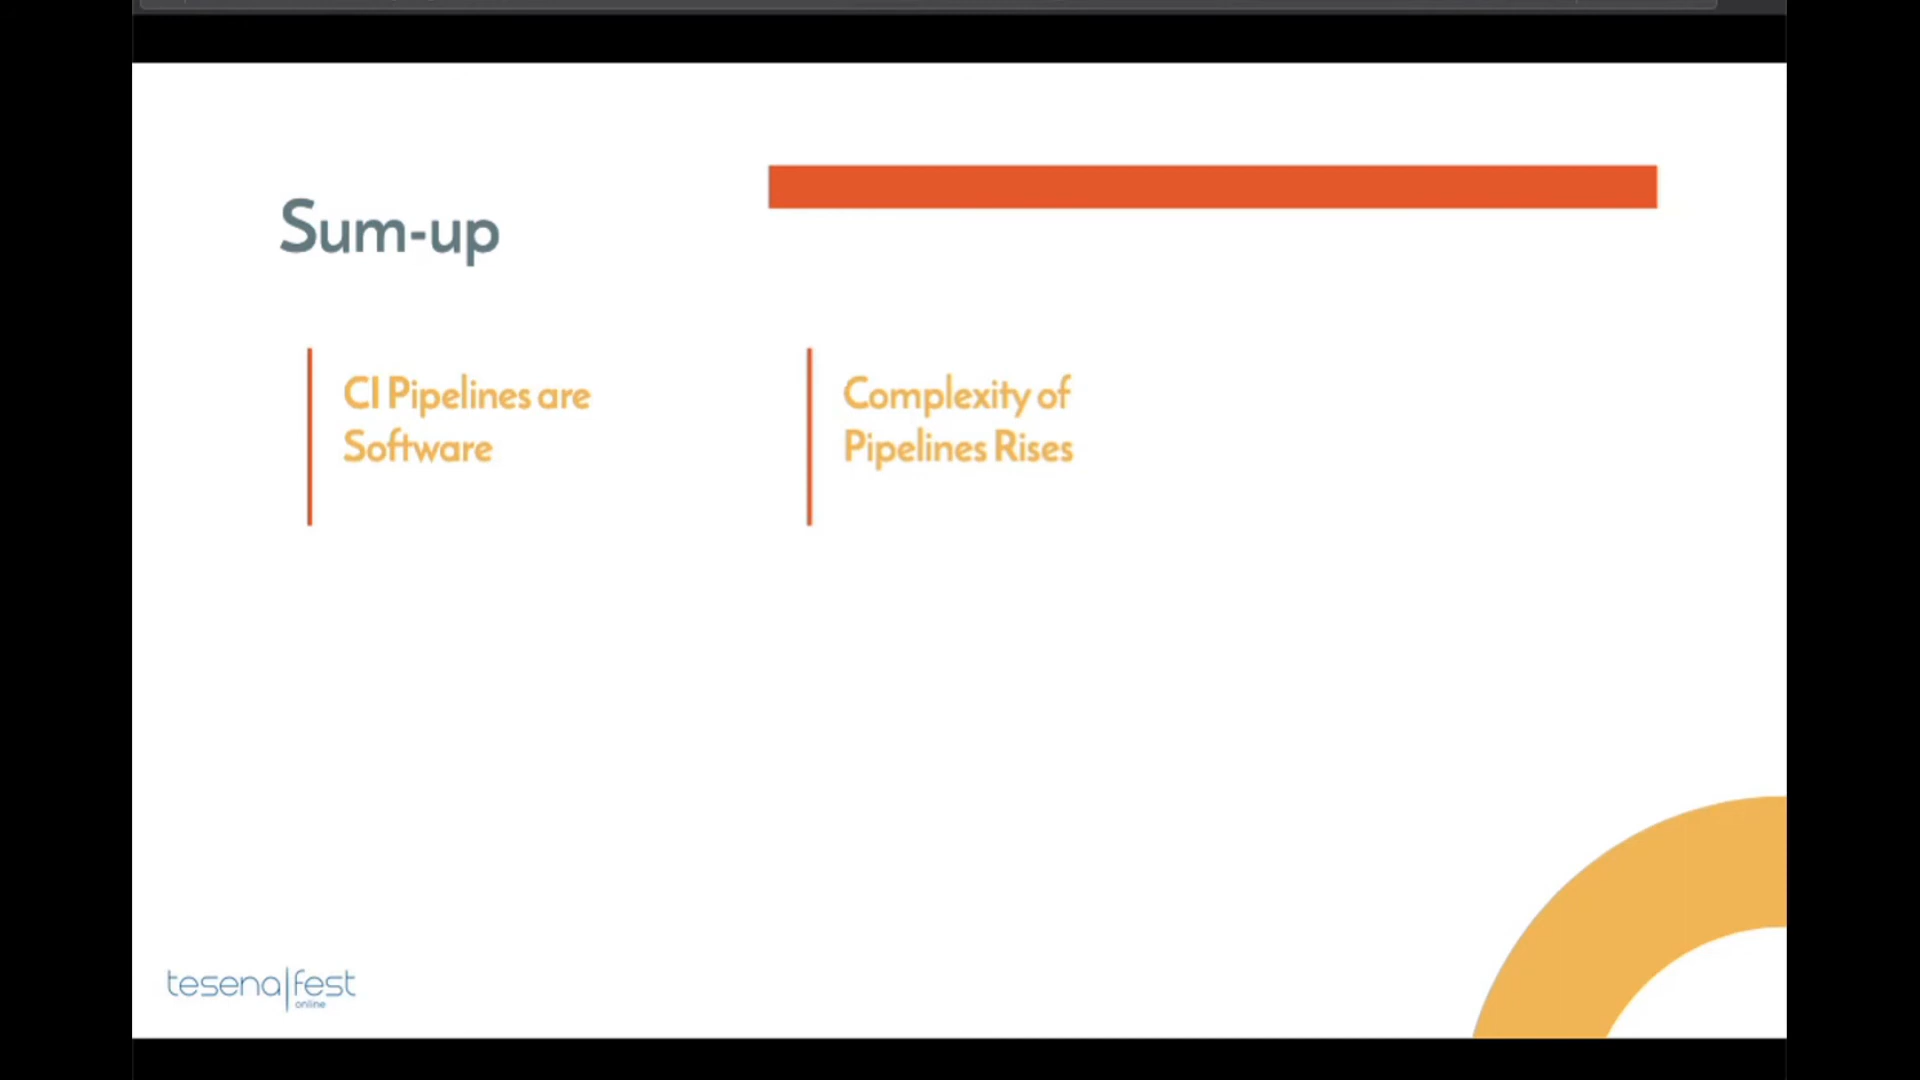 Sum-up
CI Pipelines are
Software
Complexity of
Pipelines Rises
tesena|fest
online